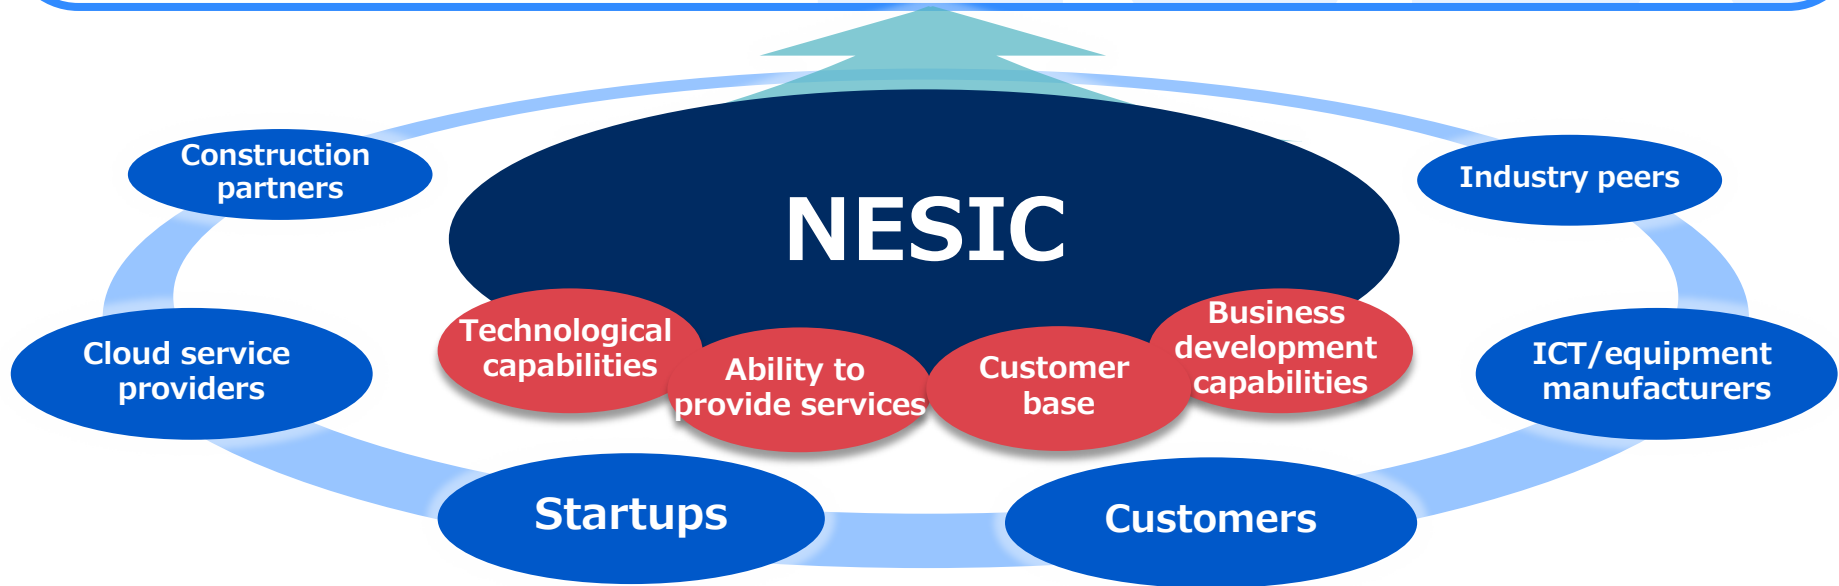 Construction
partners
Industry peers
NESIC
Technological
capabilities
Ability to
provide services
Customer
base
Business
development
capabilities
Cloud service
providers
ICT/equipment
manufacturers
Startups
Customers